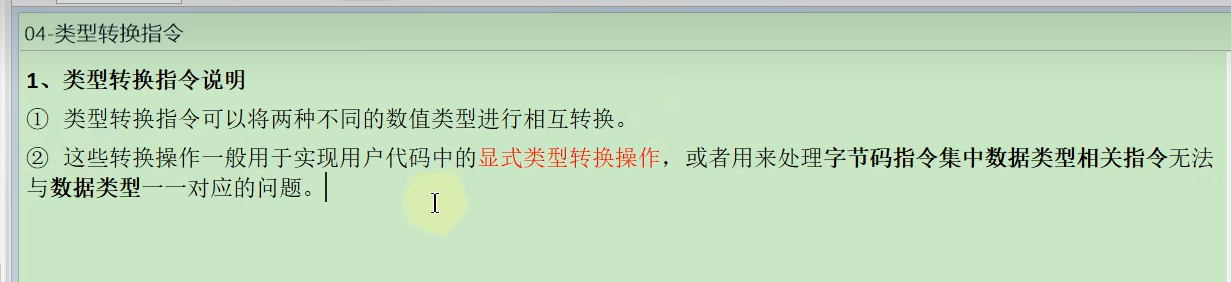 04-类型转换指令
1、类型转换指令说明
① 类型转换指令可以将两种不同的数值类型进行相互转换。
② 这些转换操作一般用于实现用户代码中的显式类型转换操作，或者用来处理字节码指令集中数据类型相关指令无法
与数据类型一一对应的问题。